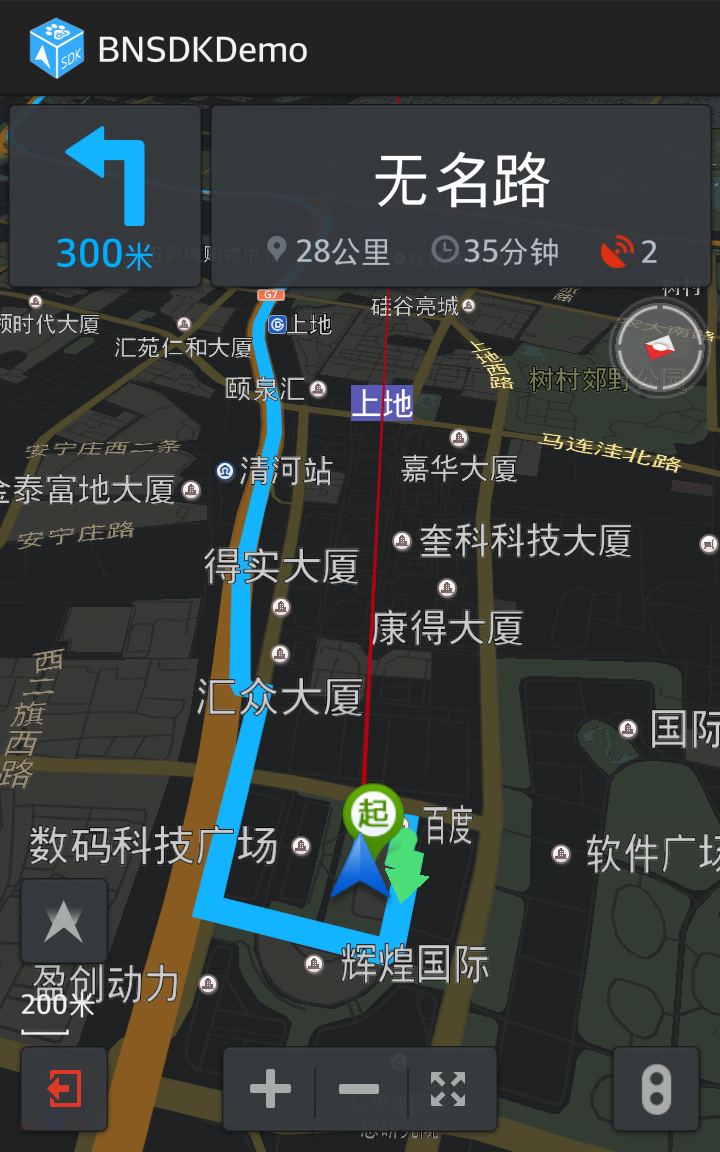 SDK
BNSDKDemo
无名路
300米
28公里
35分钟
2
G7
硅谷亮城
上地
汇苑仁和大厦
上地西路
颐泉汇
树村郊野公园
上地
安宁庄西二条
马连洼北路
清河站
嘉华大厦
金泰富地大厦
安宁庄路
奎科科技大厦
得实大厦
康得大厦
西三旗西路
汇众大厦
国际
起
百度
数码科技广场
软件广场
辉煌国际
盈创动力
200米